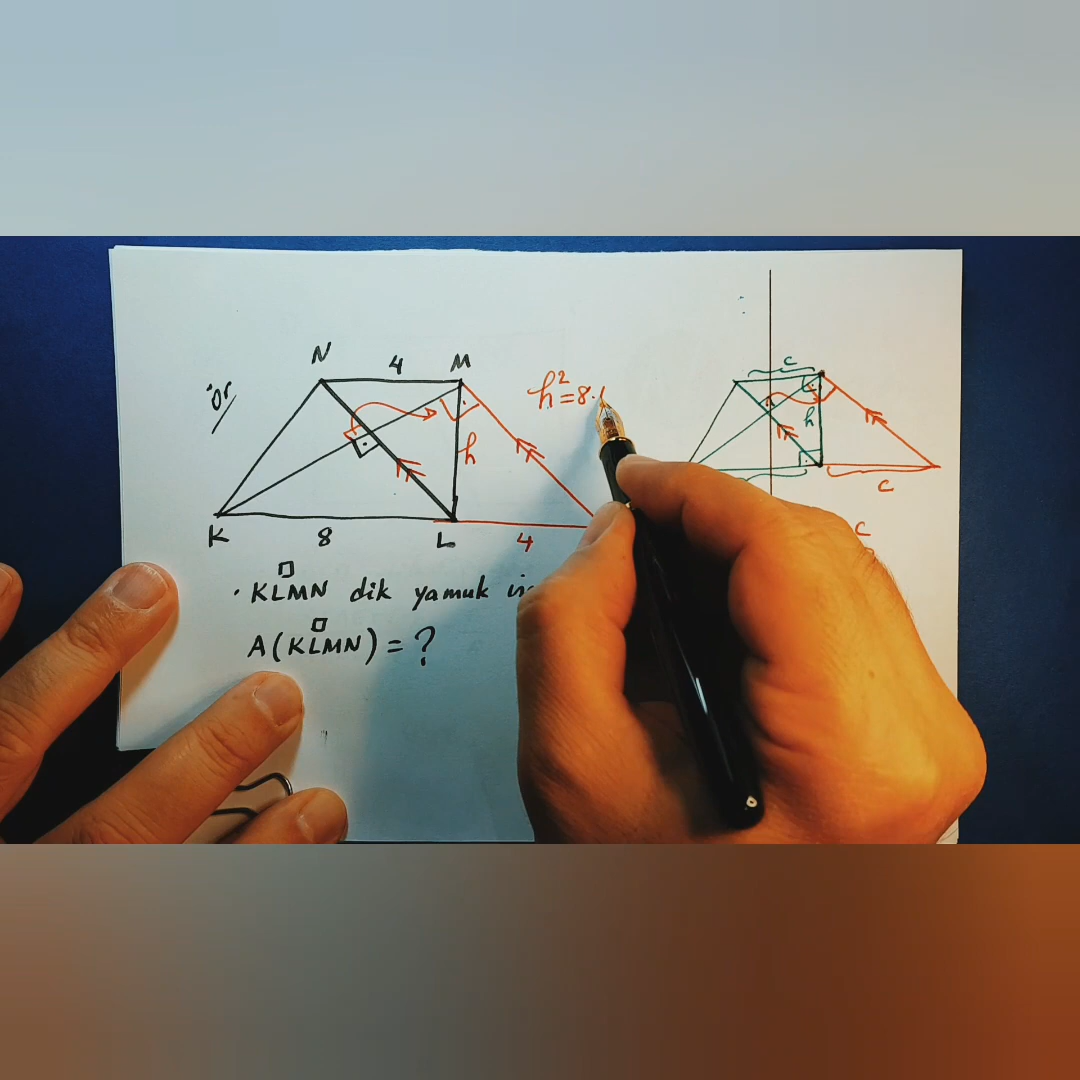 ör
N 4 M
h² = 8.
h
K 8 L 4
c
h
c
c
· KLMN dik yamuk
A(KLMN) = ?